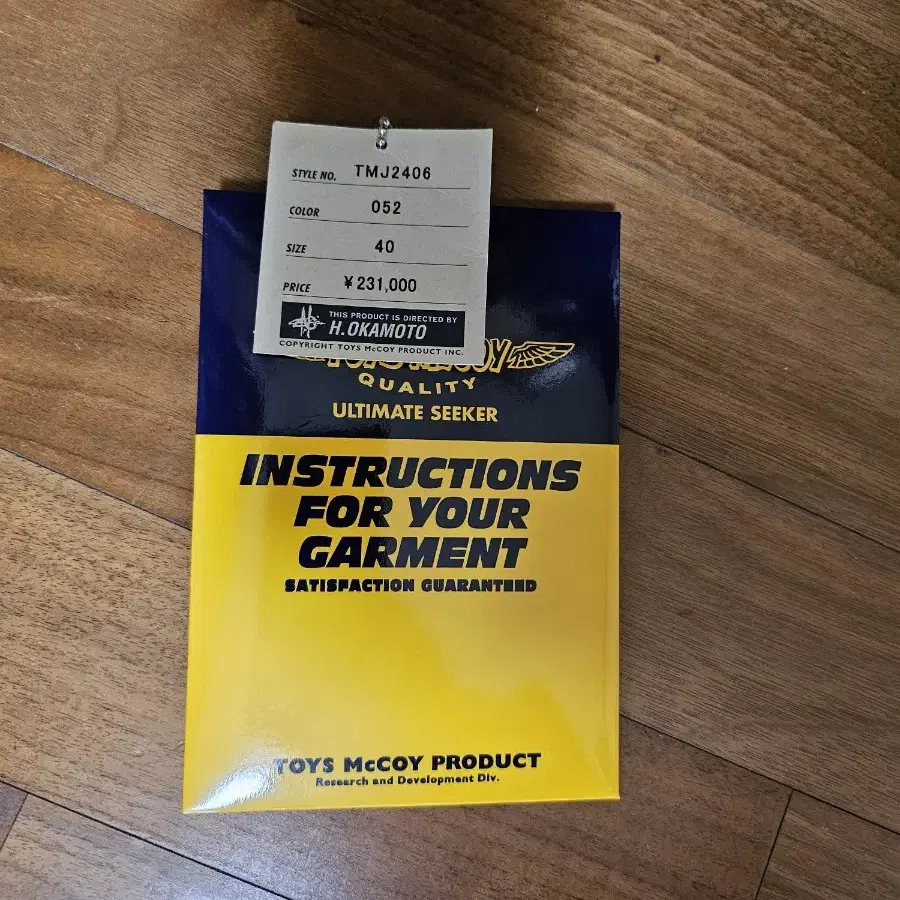 STYLE NO. TMJ2406
COLOR 052
SIZE 40
PRICE ¥231,000
THIS PRODUCT IS DIRECTED BY
H.OKAMOTO
COPYRIGHT TOYS McCOY PRODUCT INC.
QUALITY
ULTIMATE SEEKER
INSTRUCTIONS
FOR YOUR
GARMENT
SATISFACTION GUARANTEED
TOYS McCOY PRODUCT
Research and Development Div.